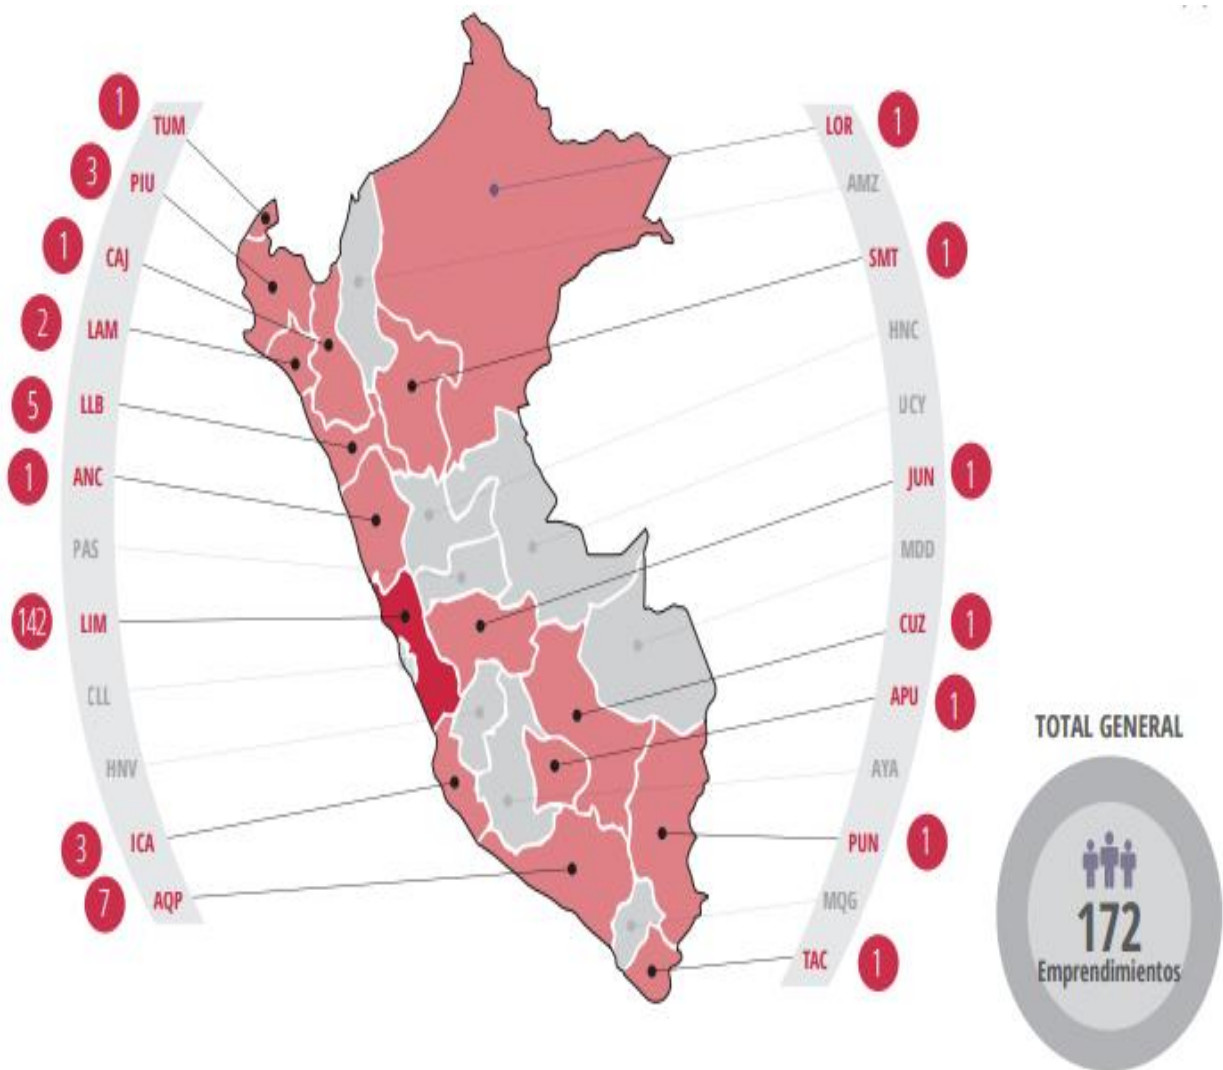 1 TUM
3 PIU
1 CAJ
2 LAM
5 LLB
1 ANC
PAS
142 LIM
CLL
HNV
3 ICA
7 AQP
LOR 1
AMZ
SMT 1
HNC
UCY
JUN 1
MDD
CUZ 1
APU 1
AYA
PUN 1
MQG
TAC 1
TOTAL GENERAL
172
Emprendimientos